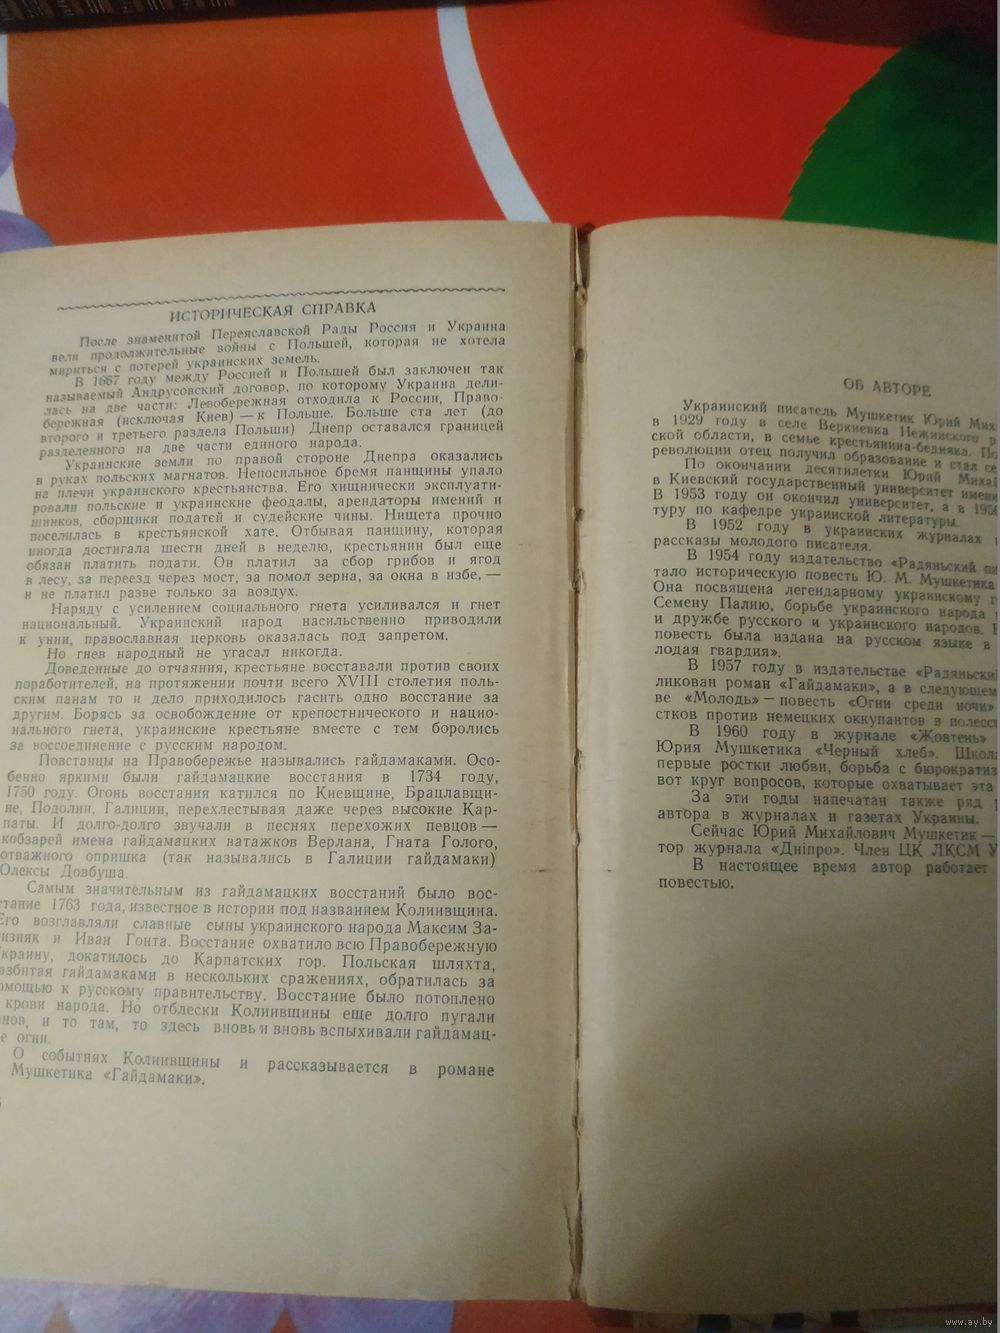 ИСТОРИЧЕСКАЯ СПРАВКА
После знаменитой Переяславской Рады Россия и Украина
вели продолжительные войны с Польшей, которая не хотела
мириться с потерей украинских земель.
В 1667 году между Россией и Польшей был заключен так
называемый Андрусовский договор, по которому Украина дели-
лась на две части: Левобережная отходила к России, Право-
бережная (исключая Киев) — к Польше. Больше ста лет (до
второго и третьего раздела Польши) Днепр оставался границей
разделенного на две части единого народа.
Украинские земли по правой стороне Днепра оказались
в руках польских магнатов. Непосильное бремя панщины упало
на плечи украинского крестьянства. Его хищнически эксплуати-
ровали польские и украинские феодалы, арендаторы имений и
шинков, сборщики податей и судейские чины. Нищета прочно
поселилась в крестьянской хате. Отбывая панщину, которая
иногда достигала шести дней в неделю, крестьянин был еще
обязан платить подати. Он платил за сбор грибов и ягод
в лесу, за переезд через мост, за помол зерна, за окна в избе, —
и не платил разве только за воздух.
Наряду с усилением социального гнета усиливался и гнет
национальный. Украинский народ насильственно приводили
к унии, православная церковь оказалась под запретом.
Но гнев народный не угасал никогда.
Доведенные до отчаяния, крестьяне восставали против своих
поработителей, на протяжении почти всего XVIII столетия поль-
ским панам то и дело приходилось гасить одно восстание за
другим. Борясь за освобождение от крепостнического и нацио-
нального гнета, украинские крестьяне вместе с тем боролись
за воссоединение с русским народом.
Повстанцы на Правобережье назывались гайдамаками. Осо-
бенно яркими были гайдамацкие восстания в 1734 году,
1750 году. Огонь восстания катился по Киевщине, Брацлавщи-
не, Подолии, Галиции, перехлестывая даже через высокие Кар-
паты. И долго-долго звучали в песнях перехожих певцов —
кобзарей имена гайдамацких ватажков Верлана, Гната Голого,
отважного опришка (так назывались в Галиции гайдамаки)
Олексы Довбуша.
Самым значительным из гайдамацких восстаний было вос-
стание 1763 года, известное в истории под названием Колиивщина.
Его возглавляли славные сыны украинского народа Максим За-
изняк и Иван Гонта. Восстание охватило всю Правобережную
краину, докатилось до Карпатских гор. Польская шляхта,
азбитая гайдамаками в нескольких сражениях, обратилась за
омощью к русскому правительству. Восстание было потоплено
крови народа. Но отблески Колиивщины еще долго пугали
нов, и то там, то здесь вновь и вновь вспыхивали гайдамац-
е огни.
О событиях Колиивщины и рассказывается в романе
Мушкетика «Гайдамаки».
ОБ АВТОРЕ
Украинский писатель Мушкетик Юрий Мих
в 1929 году в селе Веркиевка Нежинского р
ской области, в семье крестьянина-бедняка. По
революции отец получил образование и стал се
По окончании десятилетки Юрий Михай
в Киевский государственный университет имени
В 1953 году он окончил университет, а в 1956
туру по кафедре украинской литературы.
В 1952 году в украинских журналах
рассказы молодого писателя.
В 1954 году издательство «Радянський
тало историческую повесть Ю. М. Мушкетика
Она посвящена легендарному украинскому
Семену Палию, борьбе украинского народа
и дружбе русского и украинского народов.
повесть была издана на русском языке в
лодая гвардия».
В 1957 году в издательстве «Радянськи
ликован роман «Гайдамаки», а в следующем
ве «Молодь» — повесть «Огни среди ночи»
стков против немецких оккупантов в полесс
В 1960 году в журнале «Жовтень»
Юрия Мушкетика «Черный хлеб». Школ
первые ростки любви, борьба с бюрократиз
вот круг вопросов, которые охватывает эта
За эти годы напечатан также ряд
автора в журналах и газетах Украины.
Сейчас Юрий Михайлович Мушкетик —
тор журнала «Дніпро». Член ЦК ЛКСМ У
В настоящее время автор работает
повестью.
www.ay.by